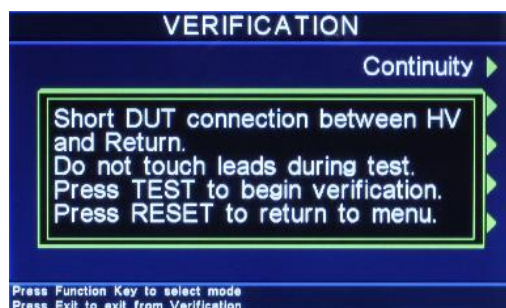 VERIFICATION
Continuity
Short DUT connection between HV
and Return.
Do not touch leads during test.
Press TEST to begin verification.
Press RESET to return to menu.
Press Function Key to select mode
Press Exit to exit from Verification